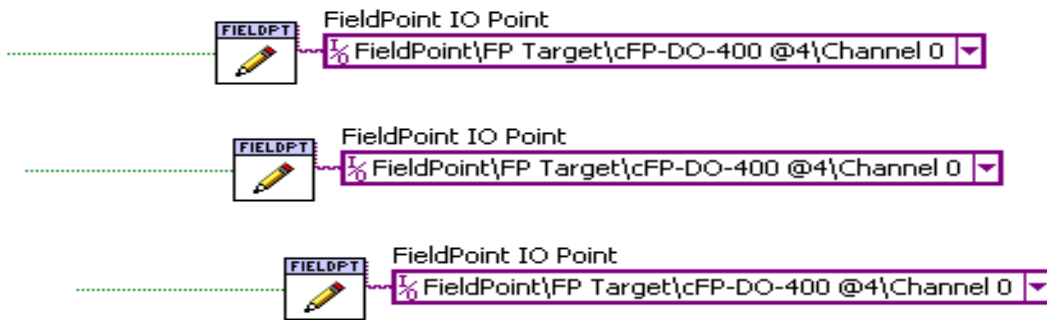 FieldPoint IO Point
FIELDPT
I/O FieldPoint\FP Target\cFP-DO-400 @4\Channel 0
FieldPoint IO Point
FIELDPT
I/O FieldPoint\FP Target\cFP-DO-400 @4\Channel 0
FieldPoint IO Point
FIELDPT
I/O FieldPoint\FP Target\cFP-DO-400 @4\Channel 0